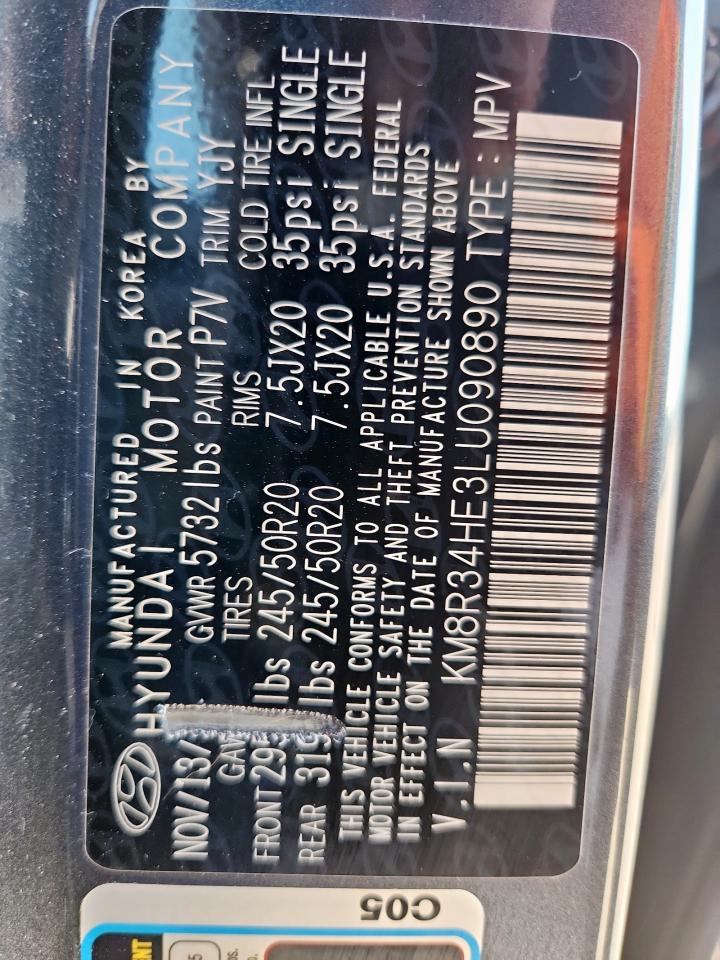 MANUFACTURED IN KOREA BY
HYUNDAI MOTOR COMPANY
NOV/13/ GVWR 5732lbs PAINT P7V TRIM YJY
TIRES RIMS COLD TIRE INFL
FRONT lbs 245/50R20 7.5JX20 35psi SINGLE
REAR lbs 245/50R20 7.5JX20 35psi SINGLE
THIS VEHICLE CONFORMS TO ALL APPLICABLE U.S.A. FEDERAL
MOTOR VEHICLE SAFETY AND THEFT PREVENTION STANDARDS
IN EFFECT ON THE DATE OF MANUFACTURE SHOWN ABOVE
V.I.N KM8R34HE3LU090890 TYPE : MPV
C05